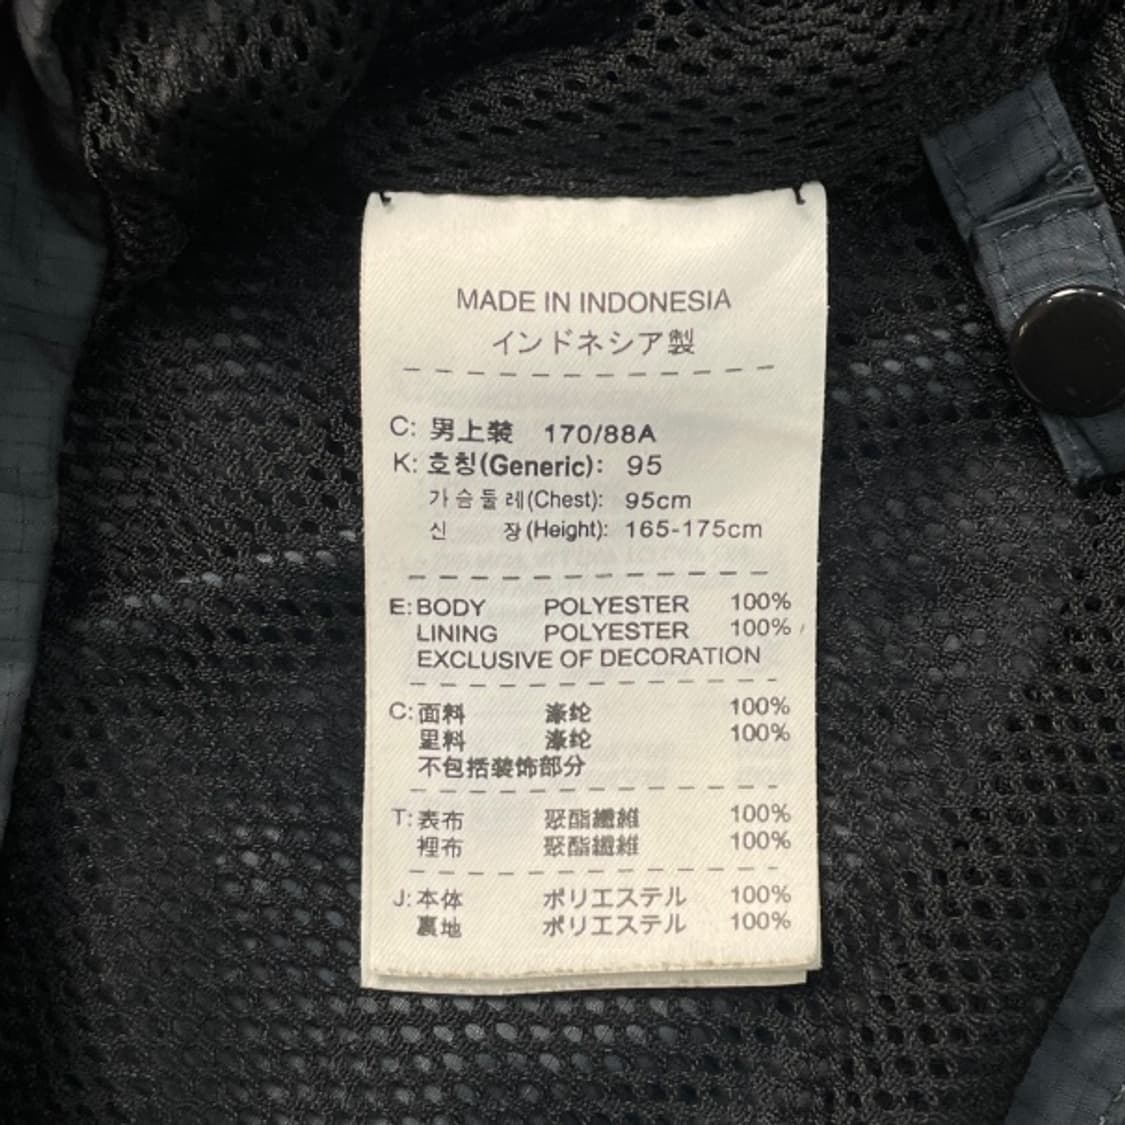 MADE IN INDONESIA
インドネシア製
C: 男上裝 170/88A
K: 호칭(Generic): 95
가슴둘레(Chest): 95cm
신 장(Height): 165-175cm
E: BODY POLYESTER 100%
LINING POLYESTER 100%
EXCLUSIVE OF DECORATION
C: 面料 涤纶 100%
里料 涤纶 100%
不包括装饰部分
T: 表布 聚酯纖維 100%
裡布 聚酯纖維 100%
J: 本体 ポリエステル 100%
裏地 ポリエステル 100%